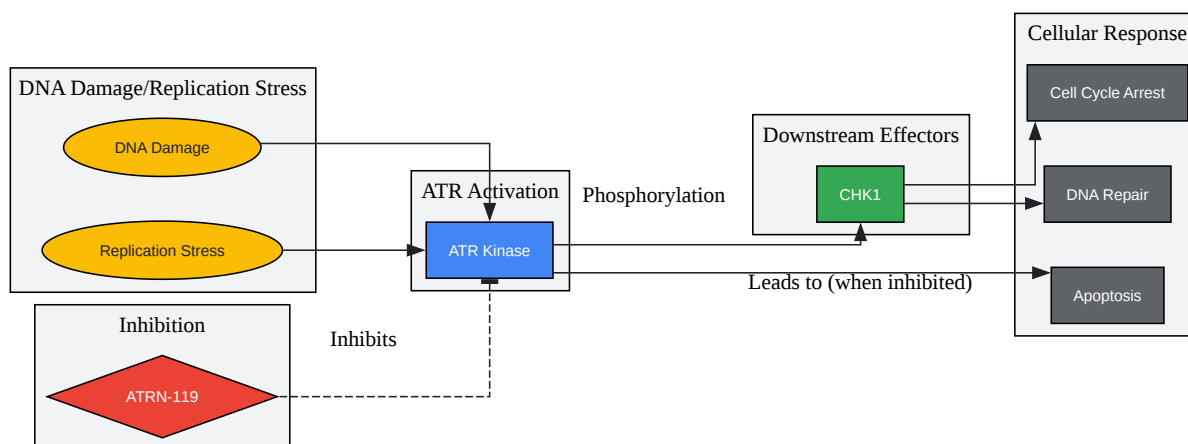 DNA Damage/Replication Stress
DNA Damage
Replication Stress
Inhibition
ATRN-119
Inhibits
ATR Activation
ATR Kinase
Phosphorylation
Downstream Effectors
CHK1
Leads to (when inhibited)
Cellular Response
Cell Cycle Arrest
DNA Repair
Apoptosis